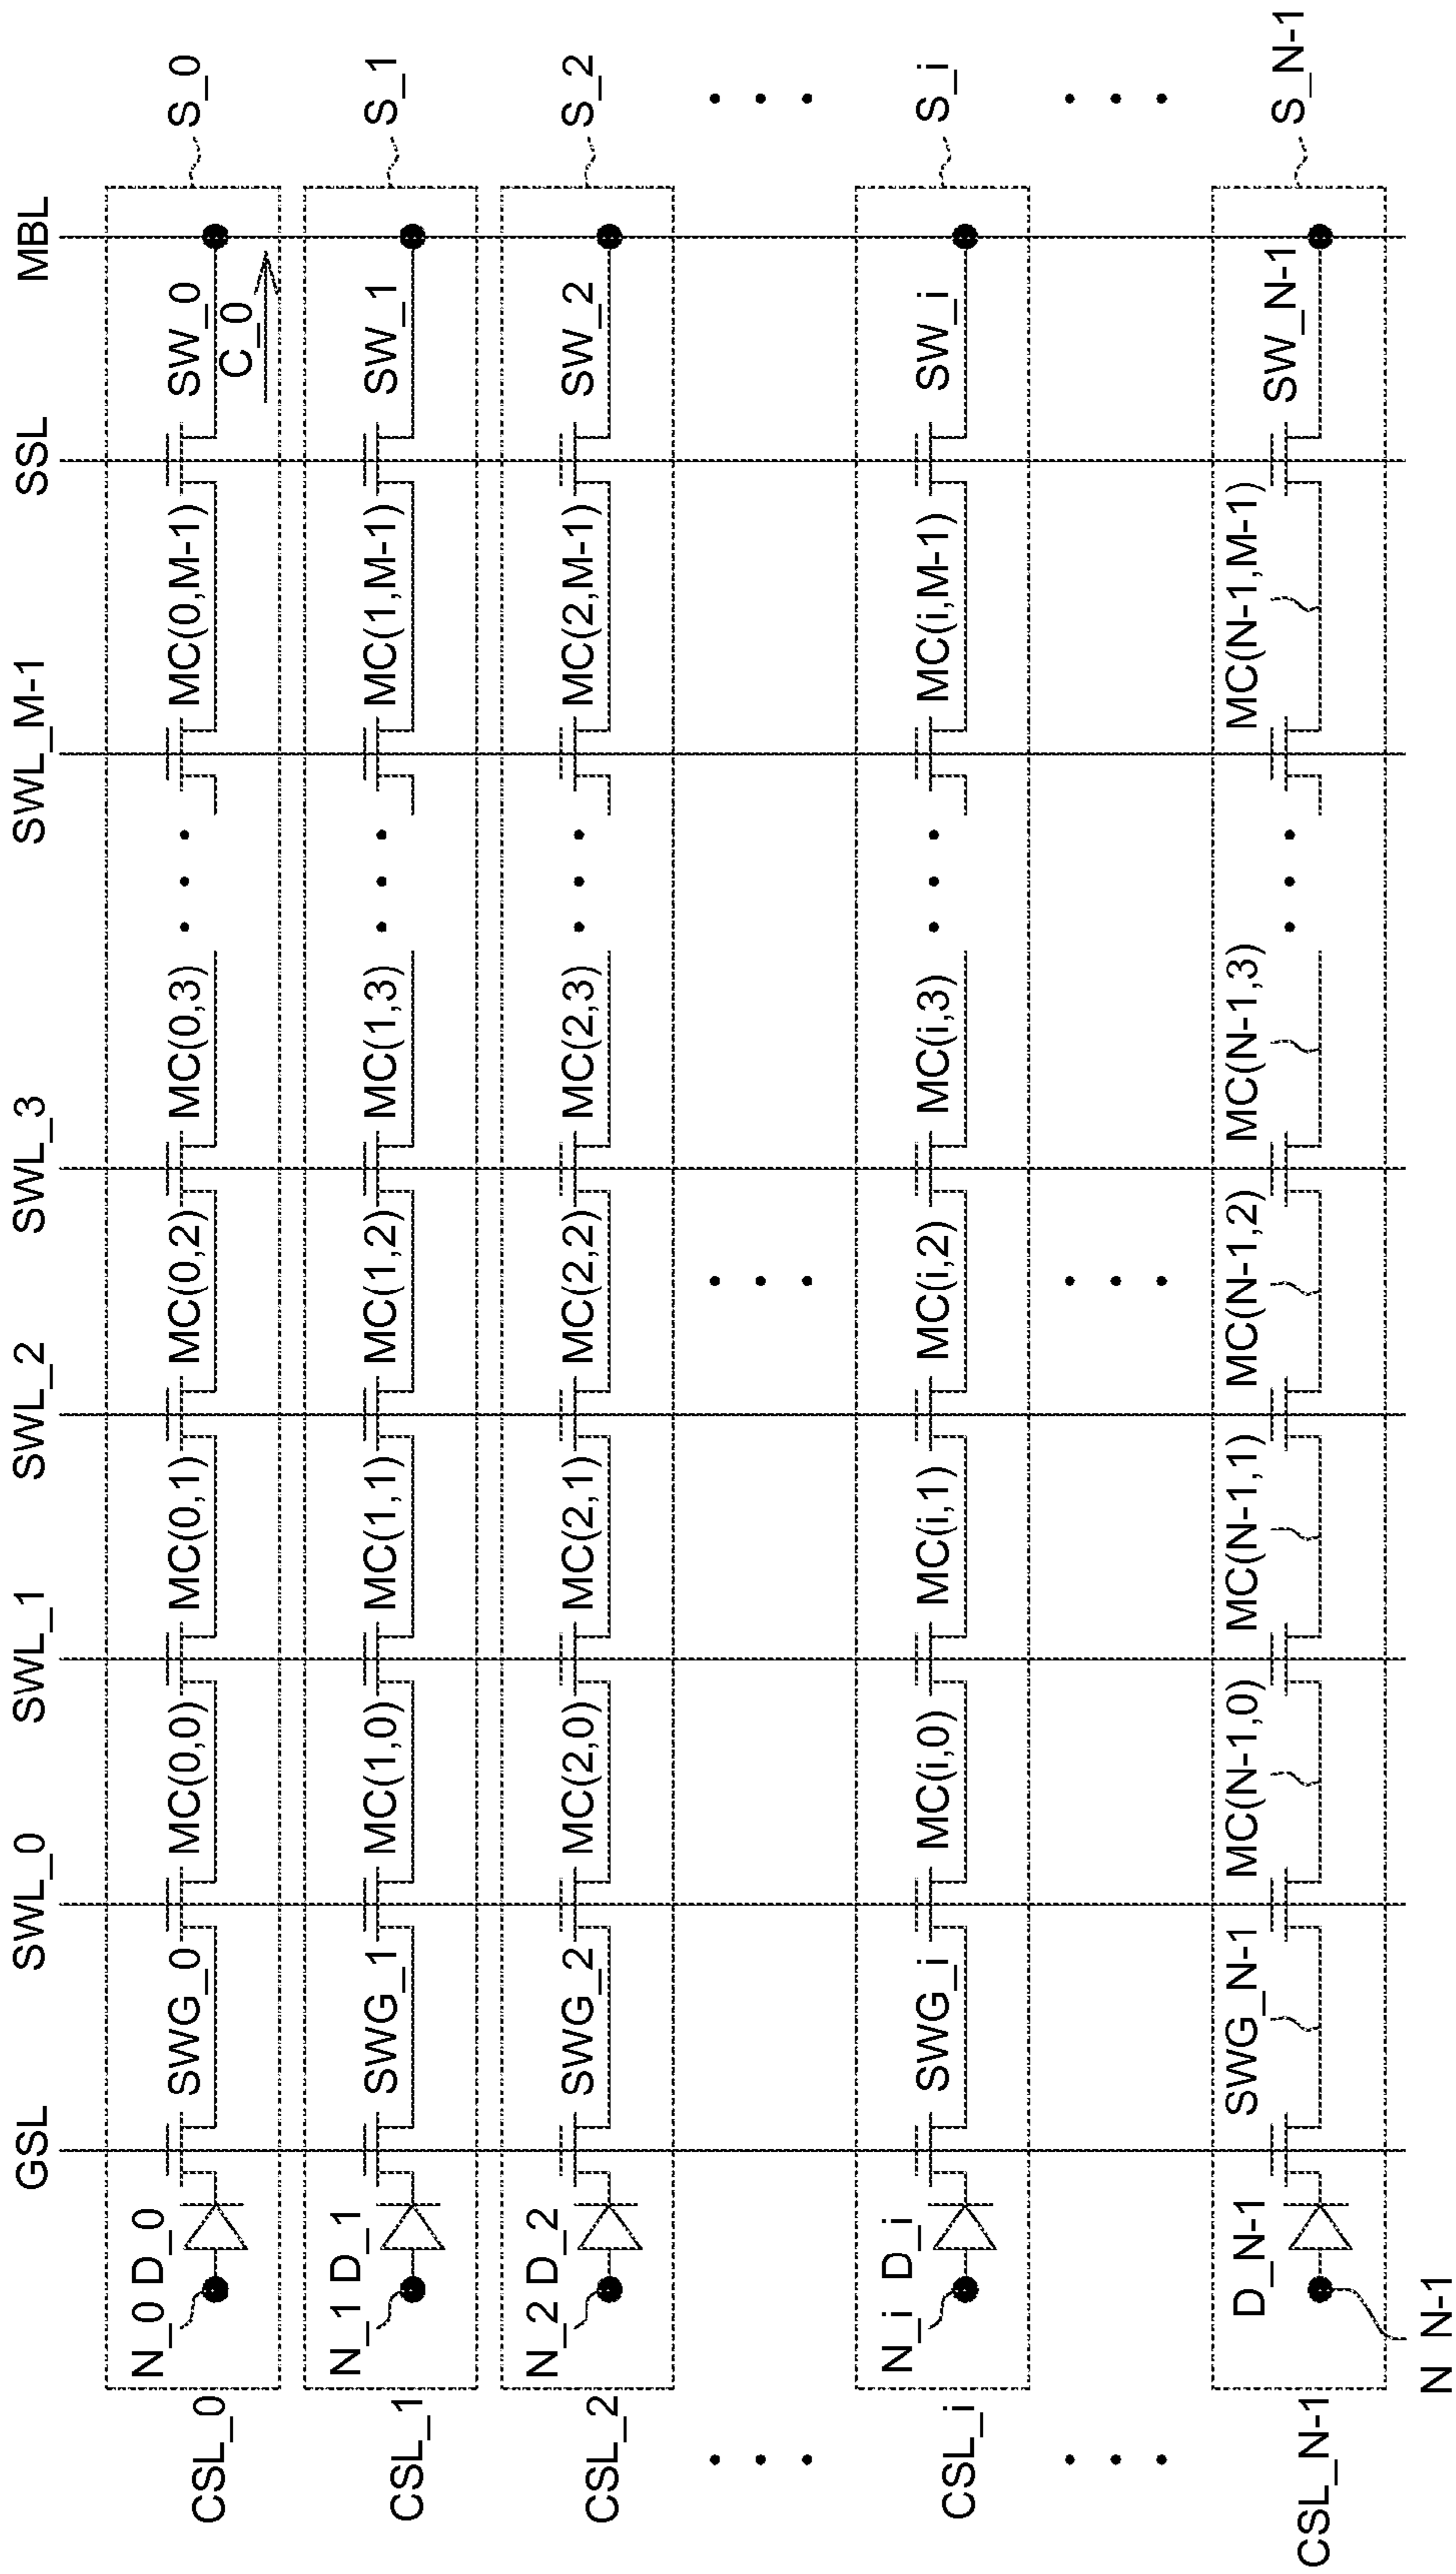 GSL
SWL_0
SWL_1
SWL_2
SWL_3
SWL_M-1
SSL
MBL
CSL_0
N_0 D_0
SWG_0
MC(0,0)
MC(0,1)
MC(0,2)
MC(0,3)
MC(0,M-1)
SW_0
C_0
S_0
CSL_1
N_1 D_1
SWG_1
MC(1,0)
MC(1,1)
MC(1,2)
MC(1,3)
MC(1,M-1)
SW_1
S_1
CSL_2
N_2 D_2
SWG_2
MC(2,0)
MC(2,1)
MC(2,2)
MC(2,3)
MC(2,M-1)
SW_2
S_2
CSL_i
N_i D_i
SWG_i
MC(i,0)
MC(i,1)
MC(i,2)
MC(i,3)
MC(i,M-1)
SW_i
S_i
CSL_N-1
D_N-1
SWG_N-1
MC(N-1,0)
MC(N-1,1)
MC(N-1,2)
MC(N-1,3)
MC(N-1,M-1)
SW_N-1
S_N-1
N N-1